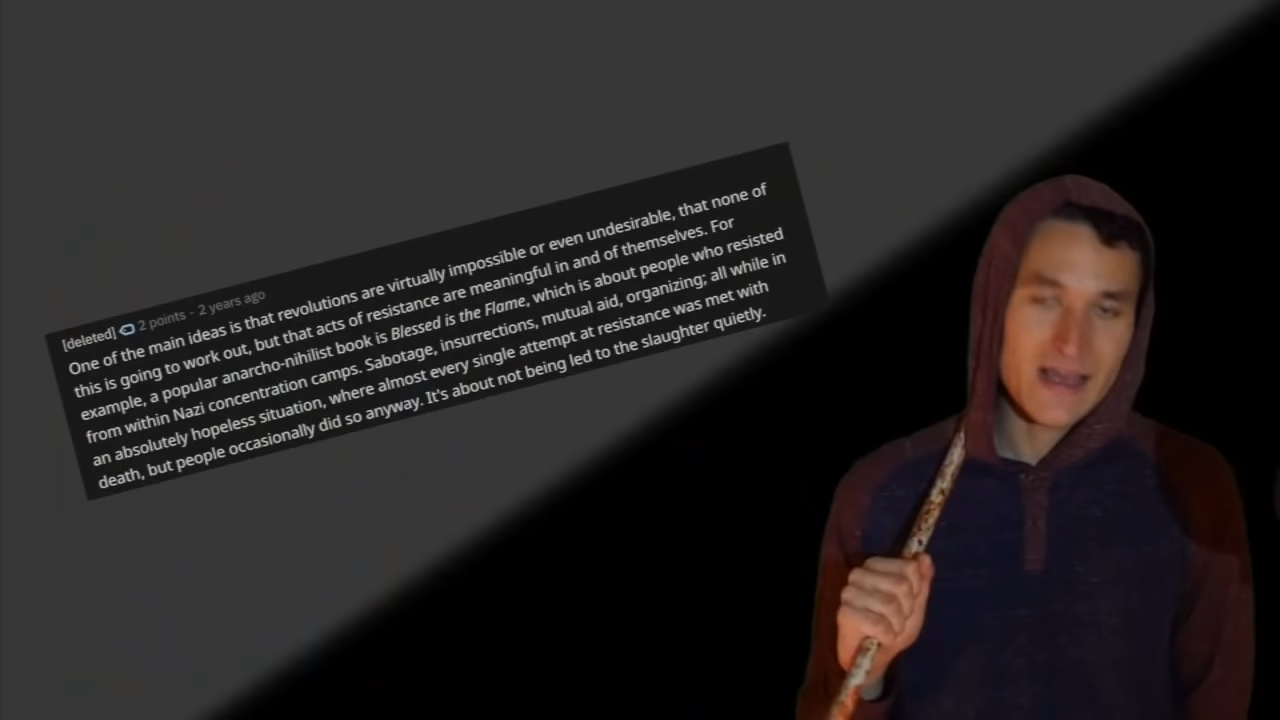 [deleted] 2 points · 2 years ago
One of the main ideas is that revolutions are virtually impossible or even undesirable, that none of
this is going to work out, but that acts of resistance are meaningful in and of themselves. For
example, a popular anarcho-nihilist book is Blessed is the Flame, which is about people who resisted
from within Nazi concentration camps. Sabotage, insurrections, mutual aid, organizing; all while in
an absolutely hopeless situation, where almost every single attempt at resistance was met with
death, but people occasionally did so anyway. It's about not being led to the slaughter quietly.